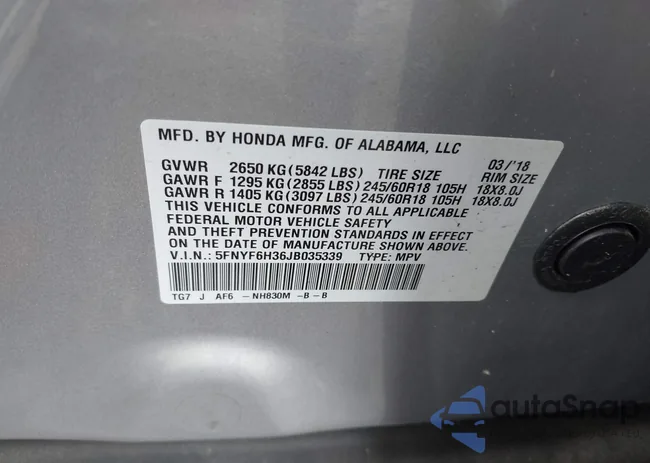 MFD. BY HONDA MFG. OF ALABAMA, LLC
03/'18
GVWR 2650 KG(5842 LBS) TIRE SIZE RIM SIZE
GAWR F 1295 KG(2855 LBS)245/60R18 105H 18X8.0J
GAWR R 1405 KG(3097 LBS)245/60R18 105H 18X8.0J
THIS VEHICLE CONFORMS TO ALL APPLICABLE
FEDERAL MOTOR VEHICLE SAFETY
AND THEFT PREVENTION STANDARDS IN EFFECT
ON THE DATE OF MANUFACTURE SHOWN ABOVE.
V.I.N.: 5FNYF6H36JB035339 TYPE: MPV
TG7 J AF6 -NH830M -B -B
autoSnap